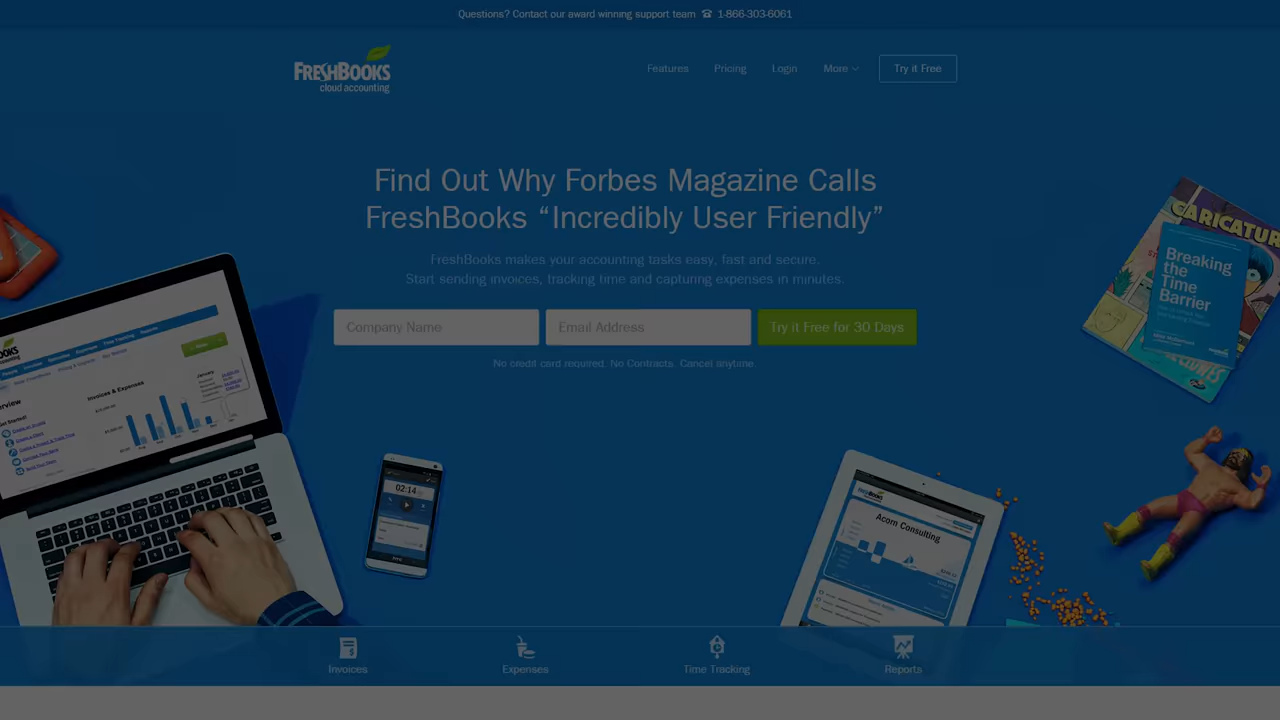 Questions? Contact our award winning support team ☎ 1-866-303-6061
FRESHBOOKS
cloud accounting
Features
Pricing
Login
More
Try it Free
Find Out Why Forbes Magazine Calls
FreshBooks “Incredibly User Friendly”
FreshBooks makes your accounting tasks easy, fast and secure.
Start sending invoices, tracking time and capturing expenses in minutes.
Company Name
Email Address
Try it Free for 30 Days
No credit card required. No Contracts. Cancel anytime.
CARICATUR
Breaking
the
Time
Barrier
Invoices & Expenses
January
02:14
FRESHBOOKS
Acorn Consulting
Invoices
Expenses
Time Tracking
Reports